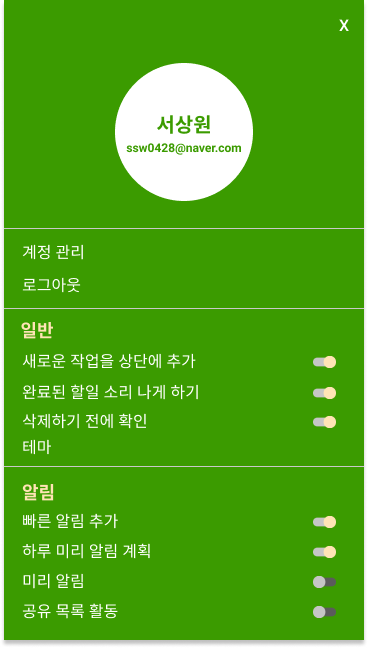 X
서상원
ssw0428@naver.com
계정 관리
로그아웃
일반
새로운 작업을 상단에 추가
완료된 할일 소리 나게 하기
삭제하기 전에 확인
테마
알림
빠른 알림 추가
하루 미리 알림 계획
미리 알림
공유 목록 활동